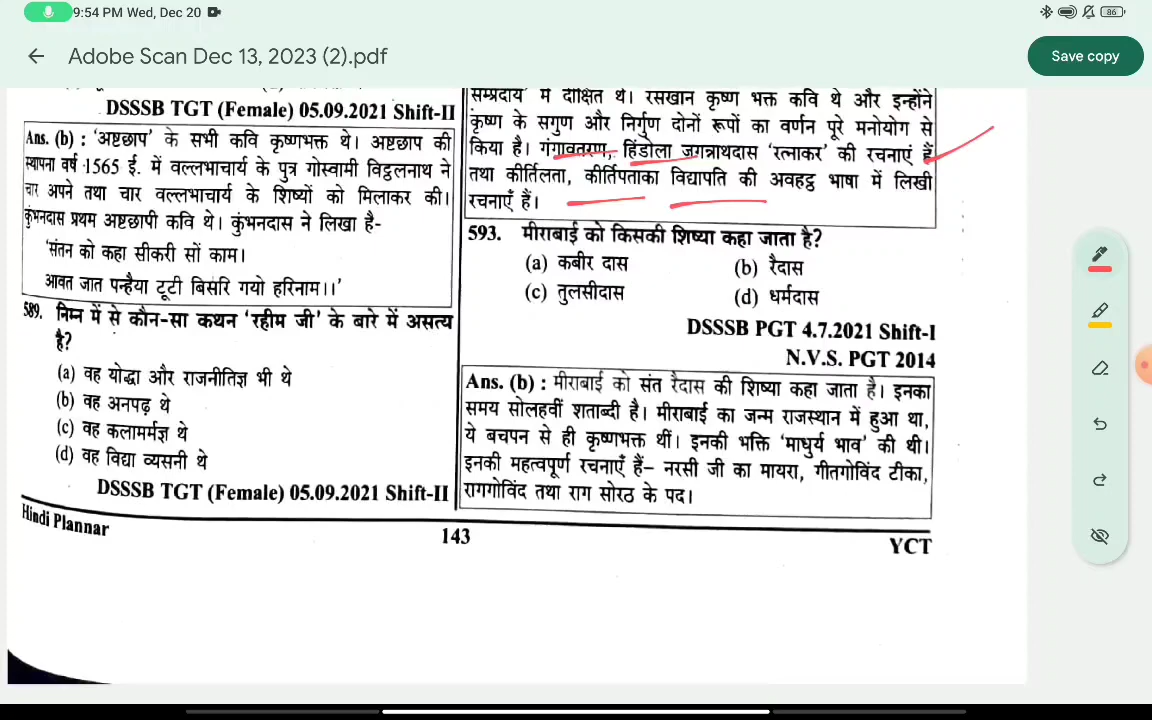 9:54 PM Wed, Dec 20
86
Adobe Scan Dec 13, 2023 (2).pdf
Save copy
DSSSB TGT (Female) 05.09.2021 Shift-II
Ans. (b) : 'अष्टछाप' के सभी कवि कृष्णभक्त थे। अष्टछाप की
स्थापना वर्ष 1565 ई. में वल्लभाचार्य के पुत्र गोस्वामी विट्ठलनाथ ने
चार अपने तथा चार वल्लभाचार्य के शिष्यों को मिलाकर की।
कुंभनदास प्रथम अष्टछापी कवि थे। कुंभनदास ने लिखा है-
'संतन को कहा सीकरी सों काम।
आवत जात पन्हैया टूटी बिसरि गयो हरिनाम।।'
589. निम्न में से कौन-सा कथन 'रहीम जी' के बारे में असत्य
है?
(a) वह योद्धा और राजनीतिज्ञ भी थे
(b) वह अनपढ़ थे
(c) वह कलामर्मज्ञ थे
(d) वह विद्या व्यसनी थे
DSSSB TGT (Female) 05.09.2021 Shift-II
सम्प्रदाय' में दीक्षित थे। रसखान कृष्ण भक्त कवि थे और इन्होंने
कृष्ण के सगुण और निर्गुण दोनों रूपों का वर्णन पूरे मनोयोग से
किया है। गंगावतरण, हिंडोला जगन्नाथदास 'रत्नाकर' की रचनाएं हैं
तथा कीर्तिलता, कीर्तिपताका विद्यापति की अवहट्ठ भाषा में लिखी
रचनाएँ हैं।
593. मीराबाई को किसकी शिष्या कहा जाता है?
(a) कबीर दास (b) रैदास
(c) तुलसीदास (d) धर्मदास
DSSSB PGT 4.7.2021 Shift-I
N.V.S. PGT 2014
Ans. (b) : मीराबाई को संत रैदास की शिष्या कहा जाता है। इनका
समय सोलहवीं शताब्दी है। मीराबाई का जन्म राजस्थान में हुआ था,
ये बचपन से ही कृष्णभक्त थीं। इनकी भक्ति 'माधुर्य भाव' की थी।
इनकी महत्वपूर्ण रचनाएँ हैं– नरसी जी का मायरा, गीतगोविंद टीका,
रागगोविंद तथा राग सोरठ के पद।
Hindi Plannar
143
YCT